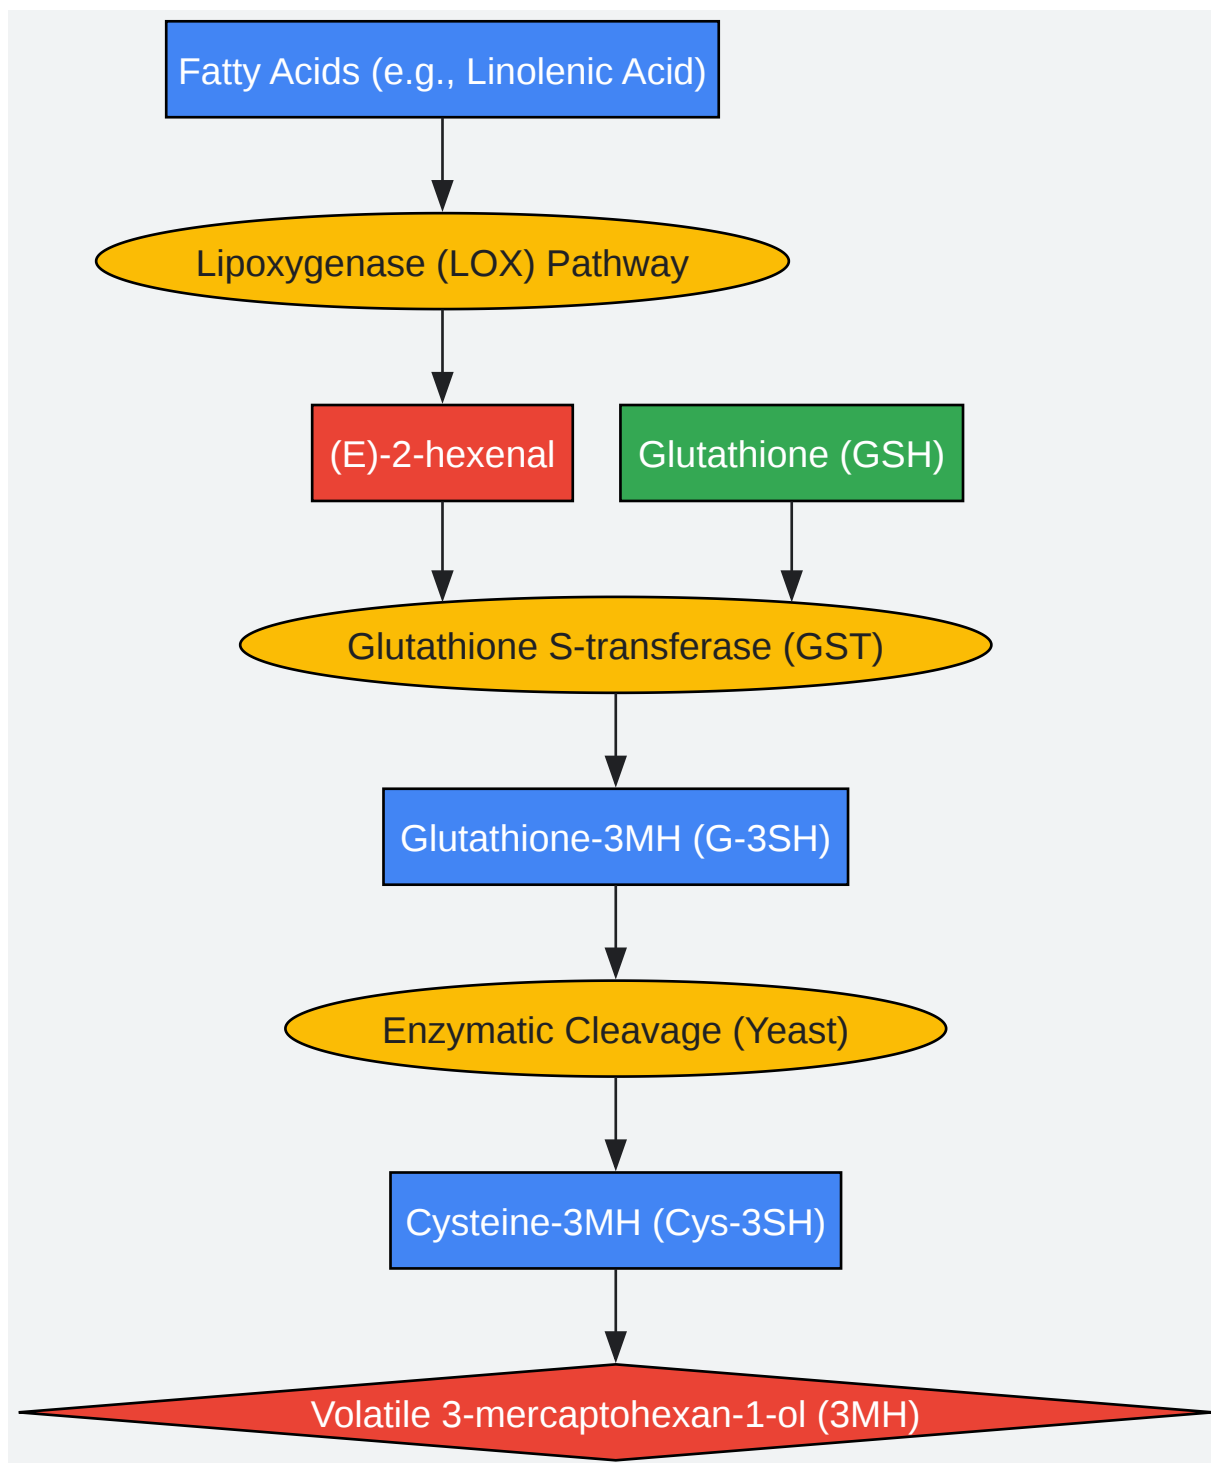 Fatty Acids (e.g., Linolenic Acid)
Lipoxygenase (LOX) Pathway
(E)-2-hexenal
Glutathione (GSH)
Glutathione S-transferase (GST)
Glutathione-3MH (G-3SH)
Enzymatic Cleavage (Yeast)
Cysteine-3MH (Cys-3SH)
Volatile 3-mercaptohexan-1-ol (3MH)